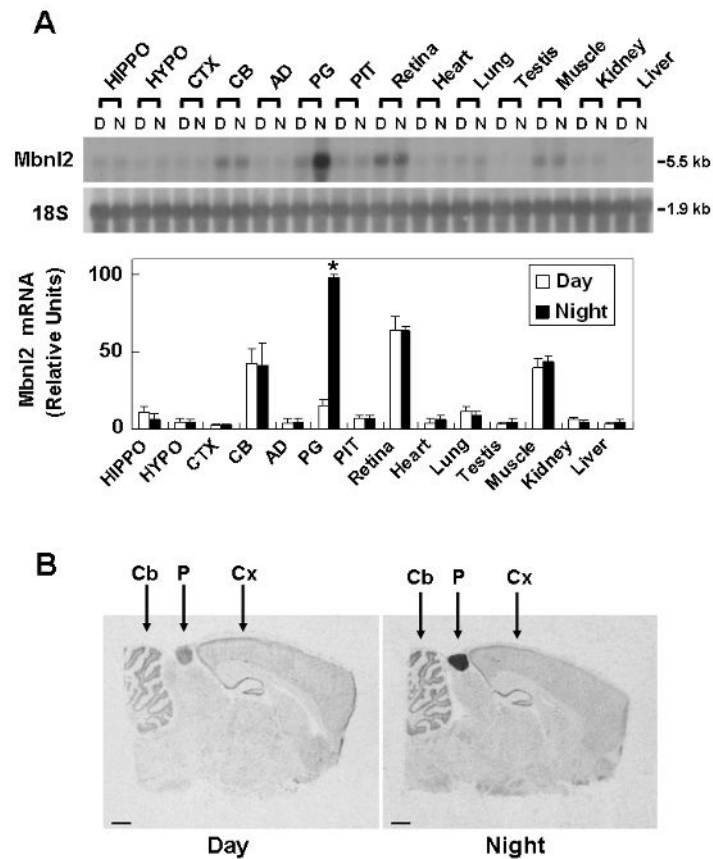 A
HIPPO HYPO CTX CB AD PG PIT Retina Heart Lung Testis Muscle Kidney Liver
D N D N D N D N D N D N D N D N D N D N D N D N D N D N
Mbnl2 –5.5 kb
18S –1.9 kb
Mbnl2 mRNA
(Relative Units)
100
50
0
Day
Night
*
HIPPO HYPO CTX CB AD PG PIT Retina Heart Lung Testis Muscle Kidney Liver
B
Cb P Cx Cb P Cx
Day Night